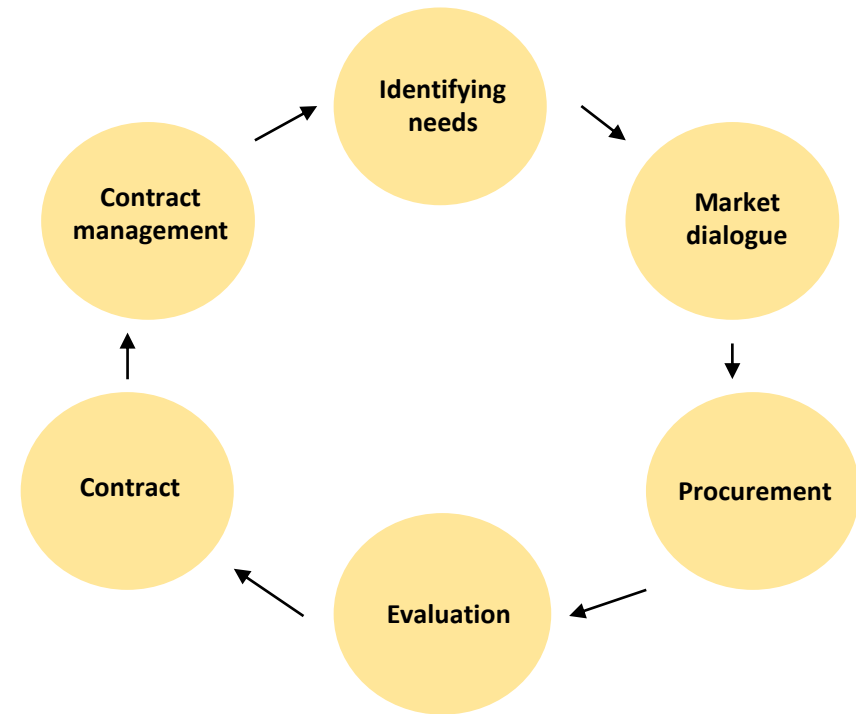 Identifying
needs
Market
dialogue
Procurement
Evaluation
Contract
Contract
management